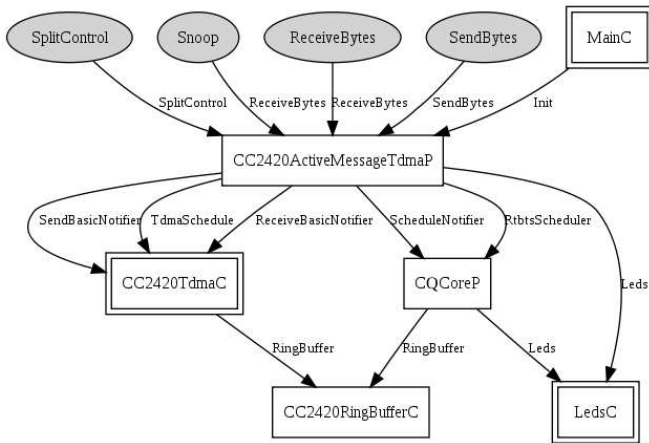 SplitControl
Snoop
ReceiveBytes
SendBytes
MainC
SplitControl
ReceiveBytes
ReceiveBytes
SendBytes
Init
CC2420ActiveMessageTdmaP
SendBasicNotifier
TdmaSchedule
ReceiveBasicNotifier
ScheduleNotifier
RtbtsScheduler
CC2420TdmaC
CQCoreP
Leds
RingBuffer
RingBuffer
Leds
CC2420RingBufferC
LedsC